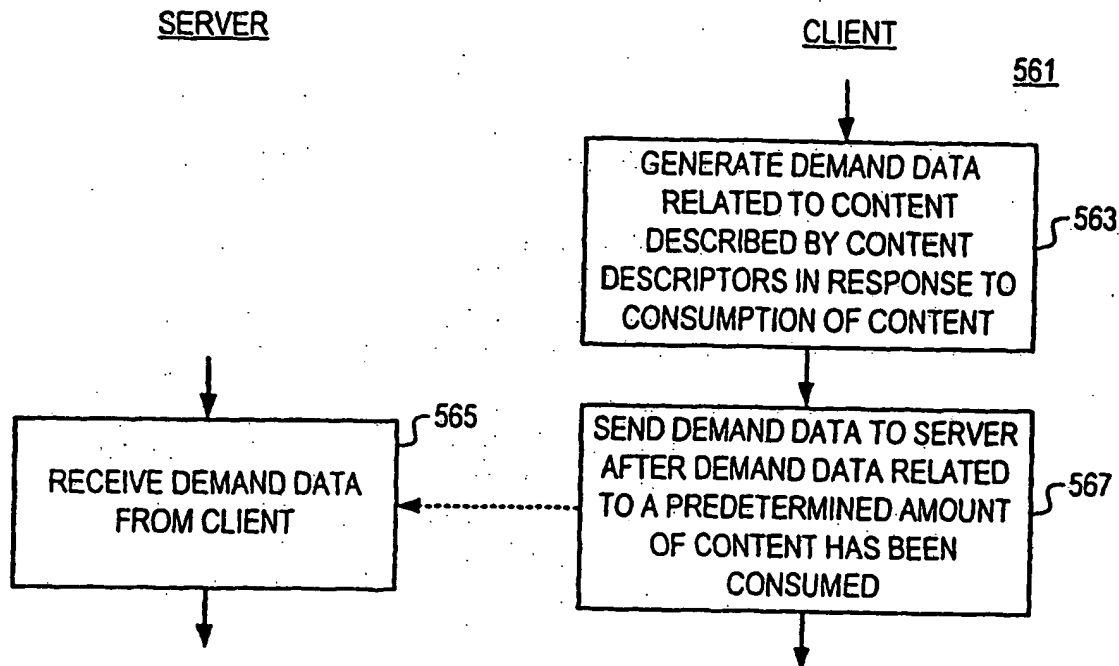 SERVER
CLIENT
561
GENERATE DEMAND DATA
RELATED TO CONTENT
DESCRIBED BY CONTENT
DESCRIPTORS IN RESPONSE TO
CONSUMPTION OF CONTENT
563
565
RECEIVE DEMAND DATA
FROM CLIENT
SEND DEMAND DATA TO SERVER
AFTER DEMAND DATA RELATED
TO A PREDETERMINED AMOUNT
OF CONTENT HAS BEEN
CONSUMED
567